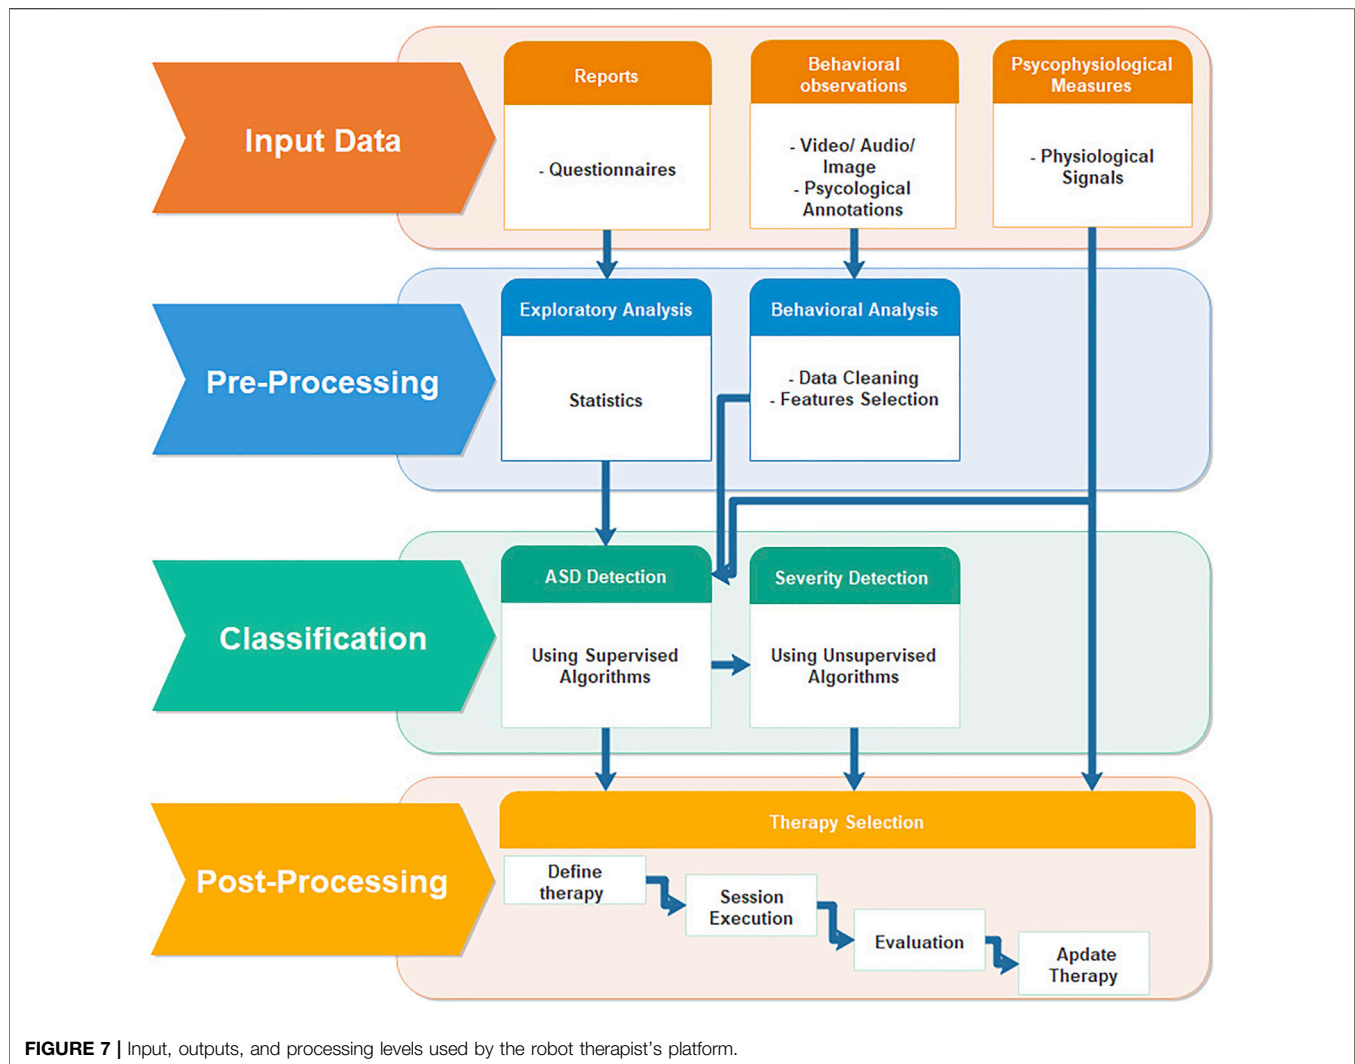 Input Data
Reports
- Questionnaires
Behavioral
observations
- Video/ Audio/
Image
- Psycological
Annotations
Psycophysiological
Measures
- Physiological
Signals
Pre-Processing
Exploratory Analysis
Statistics
Behavioral Analysis
- Data Cleaning
- Features Selection
Classification
ASD Detection
Using Supervised
Algorithms
Severity Detection
Using Unsupervised
Algorithms
Post-Processing
Therapy Selection
Define
therapy
Session
Execution
Evaluation
Apdate
Therapy
FIGURE 7 | Input, outputs, and processing levels used by the robot therapist's platform.